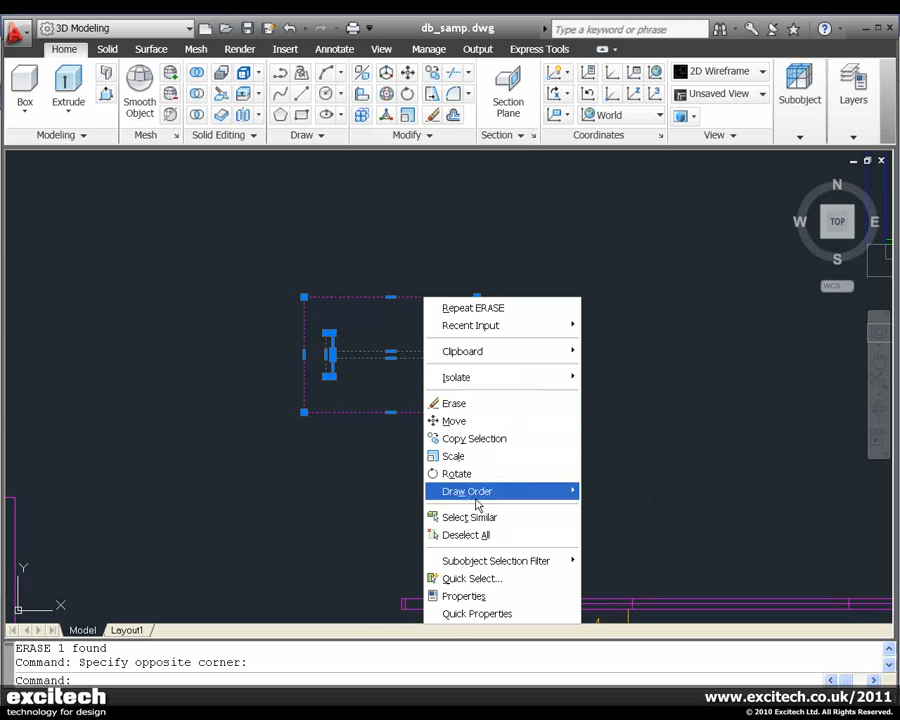 3D Modeling
db_samp.dwg
Type a keyword or phrase
Home Solid Surface Mesh Render Insert Annotate View Manage Output Express Tools
2D Wireframe
Unsaved View
World
Box
Extrude
Smooth Object
Section Plane
Subobject
Layers
Modeling
Mesh
Solid Editing
Draw
Modify
Section
Coordinates
View
N
W TOP E
S
WCS
Repeat ERASE
Recent Input
Clipboard
Isolate
Erase
Move
Copy Selection
Scale
Rotate
Draw Order
Select Similar
Deselect All
Subobject Selection Filter
Quick Select...
Properties
Quick Properties
Y
X
Model Layout1
ERASE 1 found
Command: Specify opposite corner:
Command:
excitech
technology for design
www.excitech.co.uk/2011
© 2010 Excitech Ltd. All Rights Reserved.